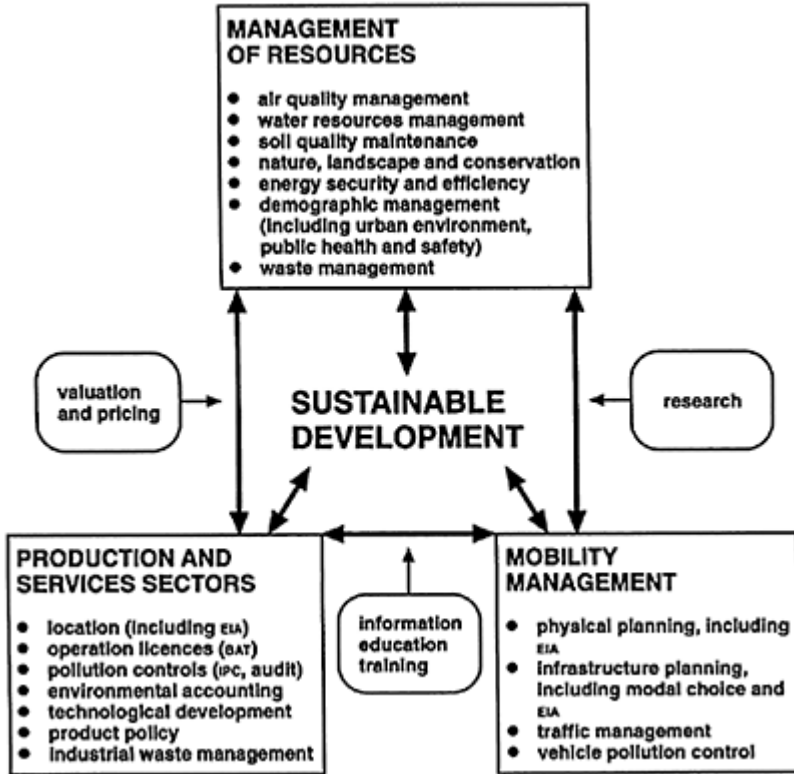 MANAGEMENT
OF RESOURCES
● air quality management
● water resources management
● soil quality maintenance
● nature, landscape and conservation
● energy security and efficiency
● demographic management
(including urban environment,
public health and safety)
● waste management
valuation
and pricing
SUSTAINABLE
DEVELOPMENT
research
PRODUCTION AND
SERVICES SECTORS
● location (including EIA)
● operation licences (BAT)
● pollution controls (IPC, audit)
● environmental accounting
● technological development
● product policy
● industrial waste management
information
education
training
MOBILITY
MANAGEMENT
● physical planning, including
EIA
● infrastructure planning,
including modal choice and
EIA
● traffic management
● vehicle pollution control